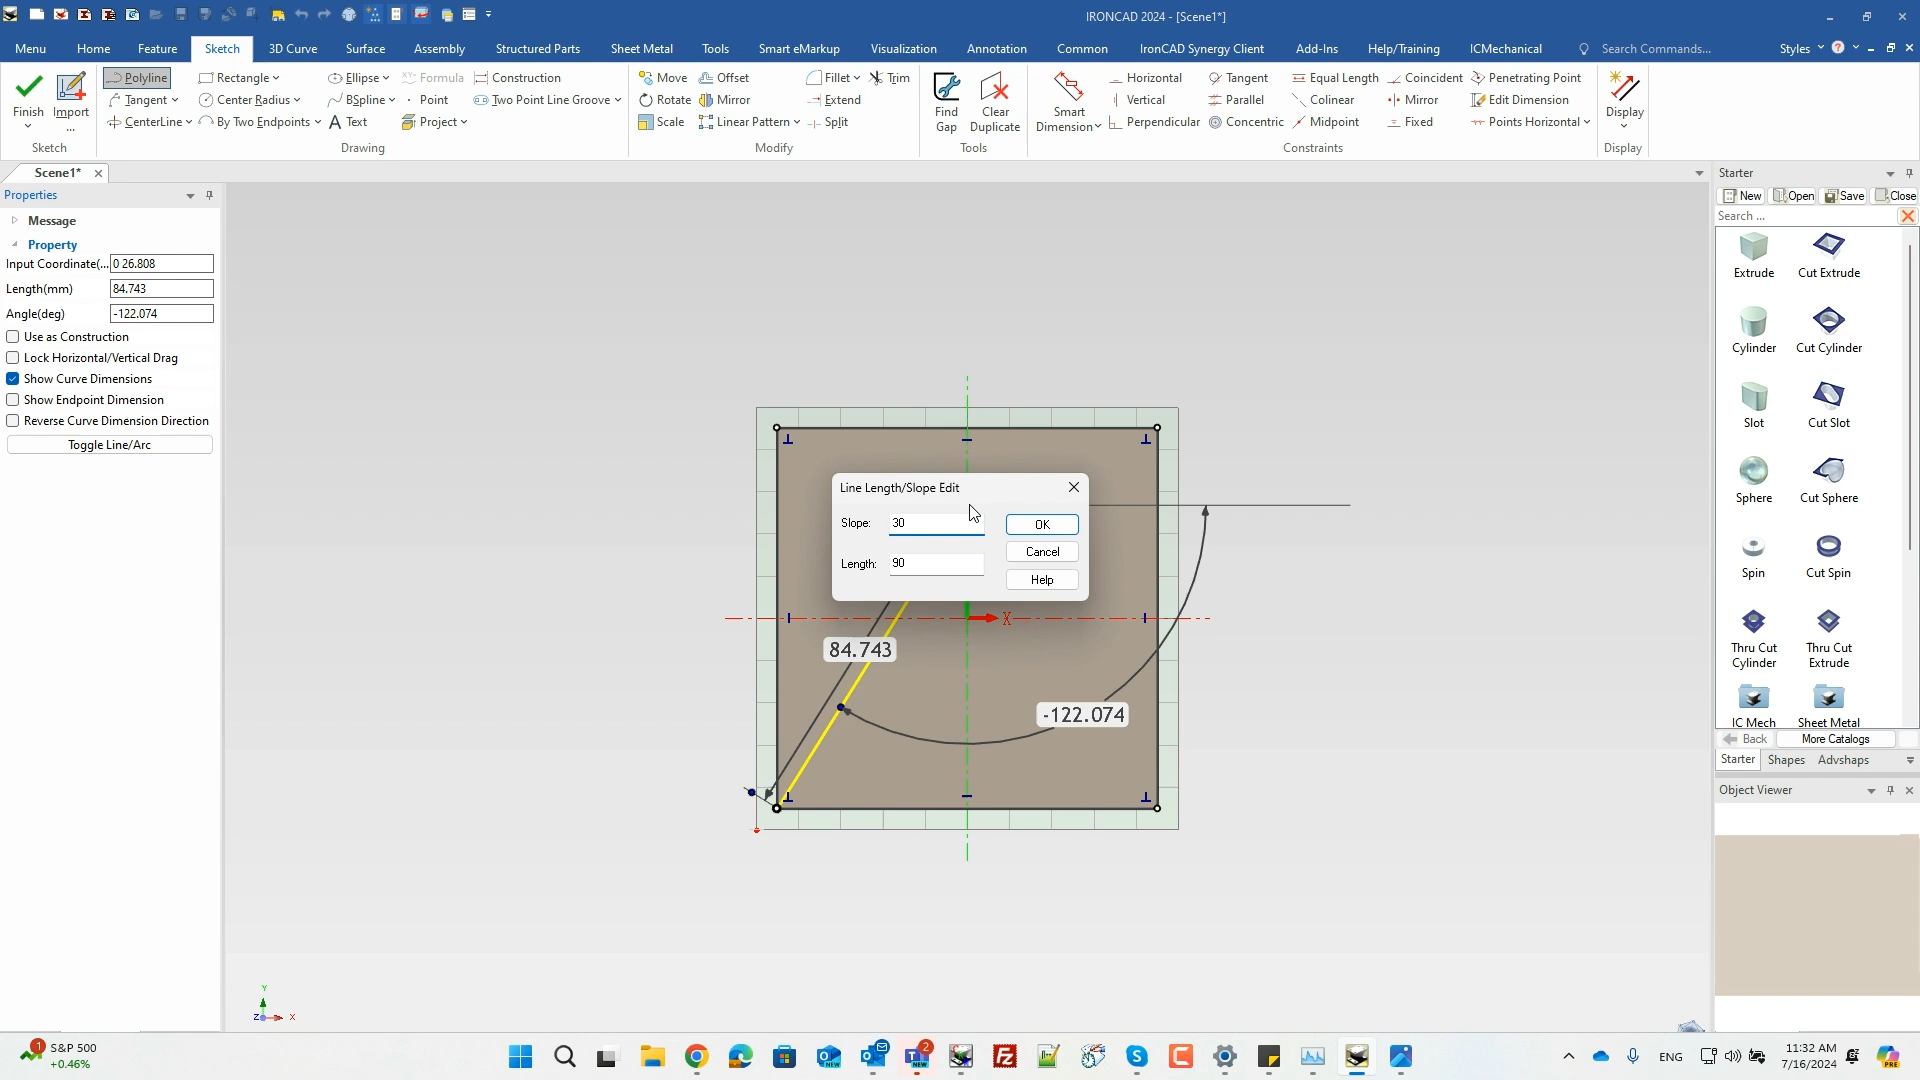 IRONCAD 2024 - [Scene1*]
Menu Home Feature Sketch 3D Curve Surface Assembly Structured Parts Sheet Metal Tools Smart eMarkup Visualization Annotation Common IronCAD Synergy Client Add-Ins Help/Training ICMechanical Search Commands... Styles
Polyline Rectangle Ellipse Formula Construction
Tangent Center Radius BSpline Point Two Point Line Groove
CenterLine By Two Endpoints Text Project
Finish Import ...
Move Offset Fillet Trim
Rotate Mirror Extend
Scale Linear Pattern Split
Find Gap Clear Duplicate
Smart Dimension
Horizontal Tangent Equal Length Coincident Penetrating Point
Vertical Parallel Colinear Mirror Edit Dimension
Perpendicular Concentric Midpoint Fixed Points Horizontal
Display
Sketch Drawing Modify Tools Constraints Display
Scene1*
Properties
Message
Property
Input Coordinate(... 0 26.808
Length(mm) 84.743
Angle(deg) -122.074
Use as Construction
Lock Horizontal/Vertical Drag
Show Curve Dimensions
Show Endpoint Dimension
Reverse Curve Dimension Direction
Toggle Line/Arc
Line Length/Slope Edit
Slope: 30 OK
Cancel
Length: 90
Help
X
84.743
-122.074
Y
Z X
Starter
New Open Save Close
Search ...
Extrude Cut Extrude
Cylinder Cut Cylinder
Slot Cut Slot
Sphere Cut Sphere
Spin Cut Spin
Thru Cut Cylinder Thru Cut Extrude
IC Mech Sheet Metal
Back More Catalogs
Starter Shapes Advshaps
Object Viewer
1 S&P 500
+0.46%
NEW
NEW
2
ENG
11:32 AM
7/16/2024
PRE